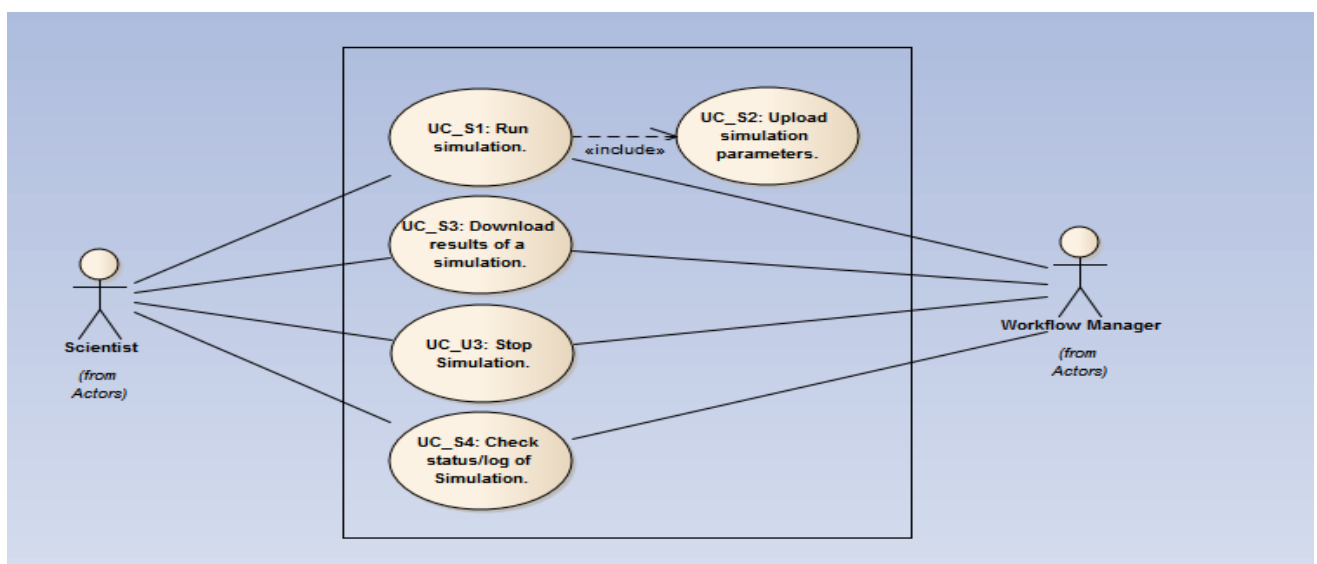 UC_S1: Run
simulation.
UC_S2: Upload
simulation
parameters.
«include»
UC_S3: Download
results of a
simulation.
UC_U3: Stop
Simulation.
UC_S4: Check
status/log of
Simulation.
Scientist
(from
Actors)
Workflow Manager
(from
Actors)